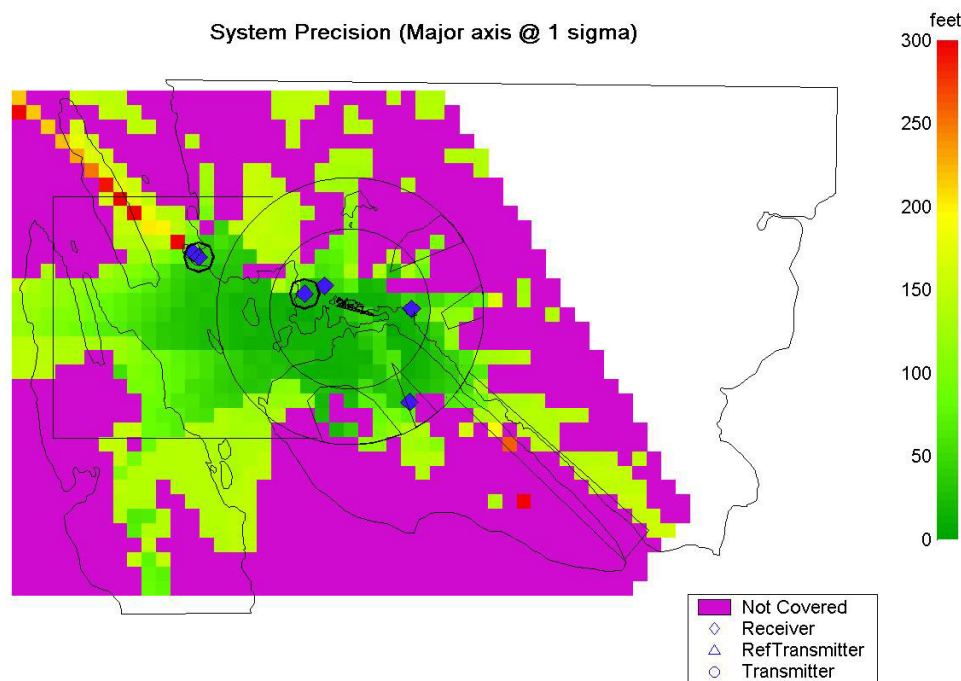 System Precision (Major axis @ 1 sigma)
feet
300
250
200
150
100
50
0
Not Covered
Receiver
RefTransmitter
Transmitter